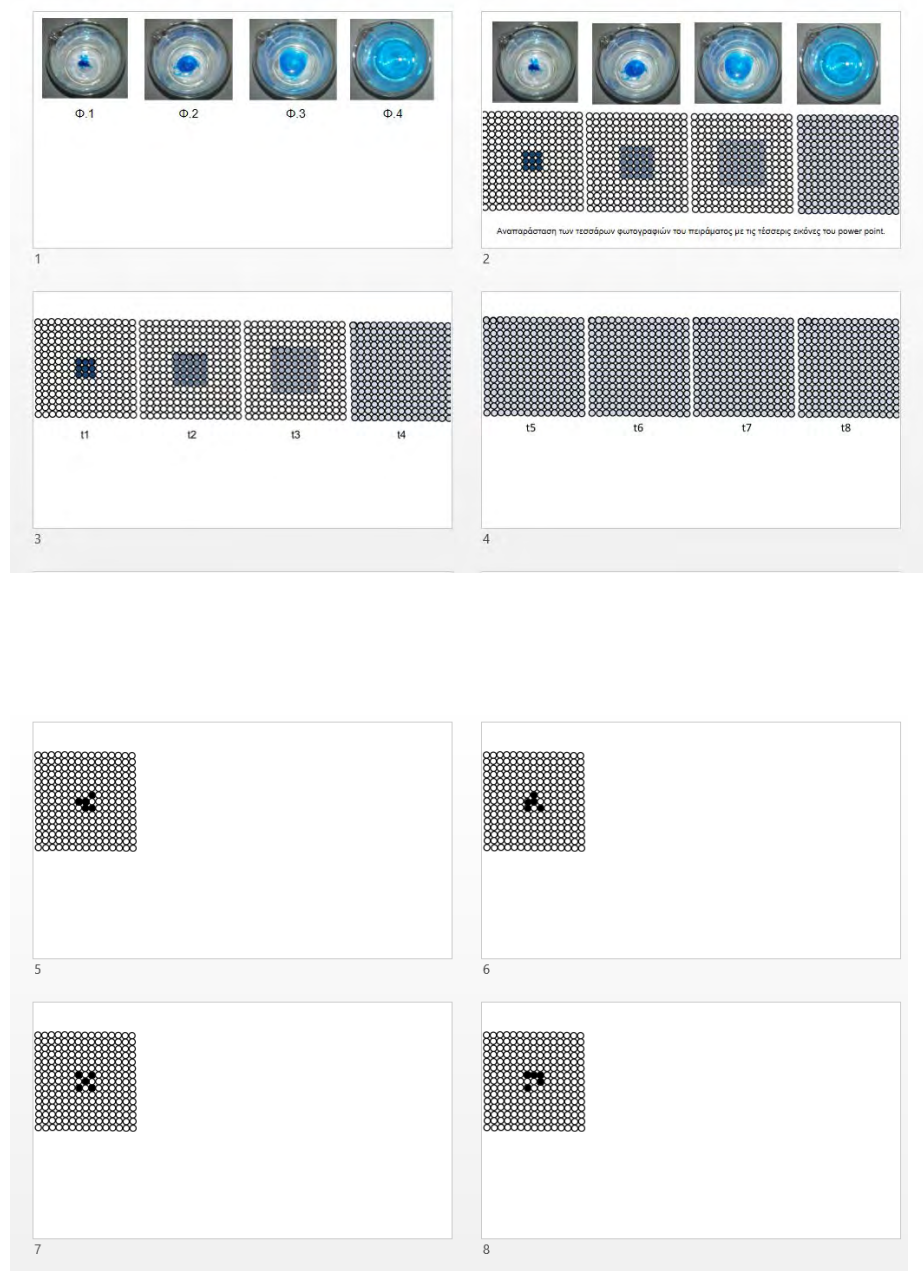 Φ.1 Φ.2 Φ.3 Φ.4
1
Αναπαράσταση των τεσσάρων φωτογραφιών του πειράματος με τις τέσσερις εικόνες του power point.
2
t1 t2 t3 t4
3
t5 t6 t7 t8
4
5
6
7
8